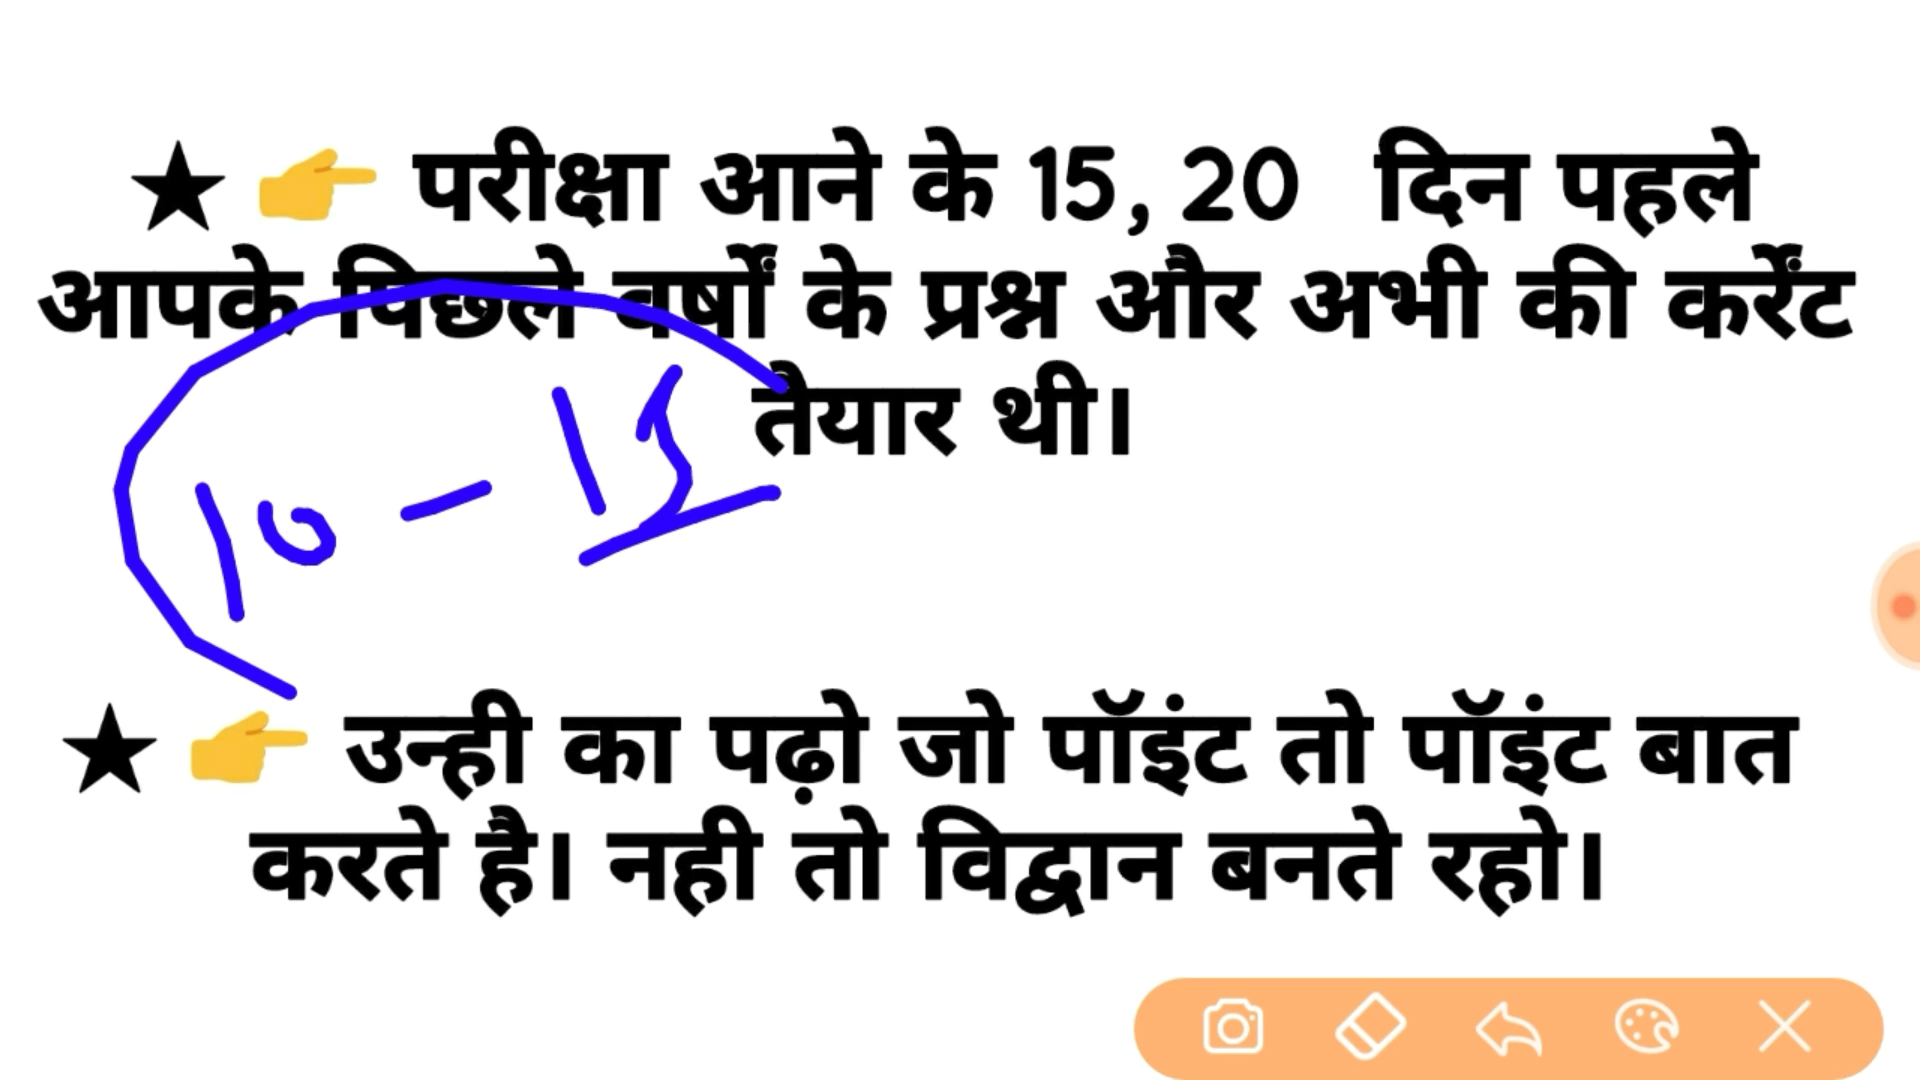 ★ 👉 परीक्षा आने के 15, 20 दिन पहले
आपके पिछले वर्षों के प्रश्न और अभी की कर्रेंट
तैयार थी।
10 - 15
★ 👉 उन्ही का पढ़ो जो पॉइंट तो पॉइंट बात
करते है। नही तो विद्वान बनते रहो।